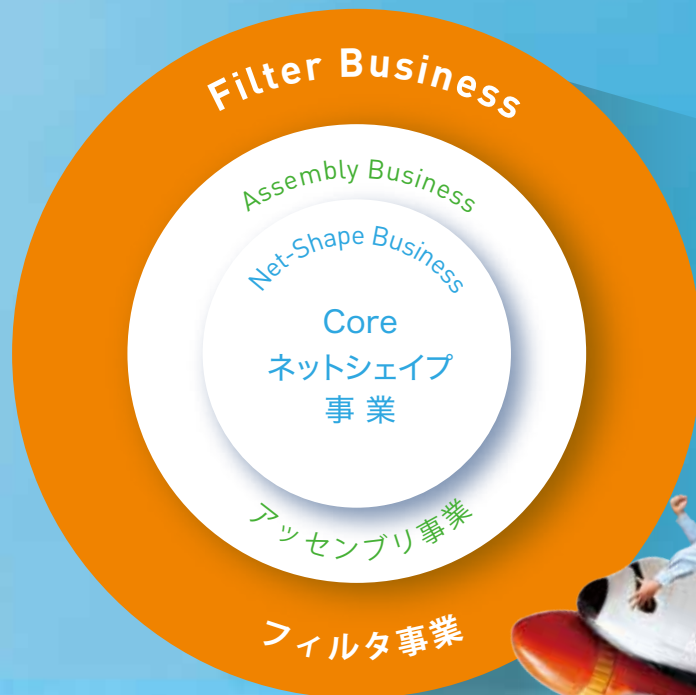 Filter Business
Assembly Business
Net-Shape Business
Core
ネットシェイプ
事 業
アッセンブリ事業
フィルタ事業